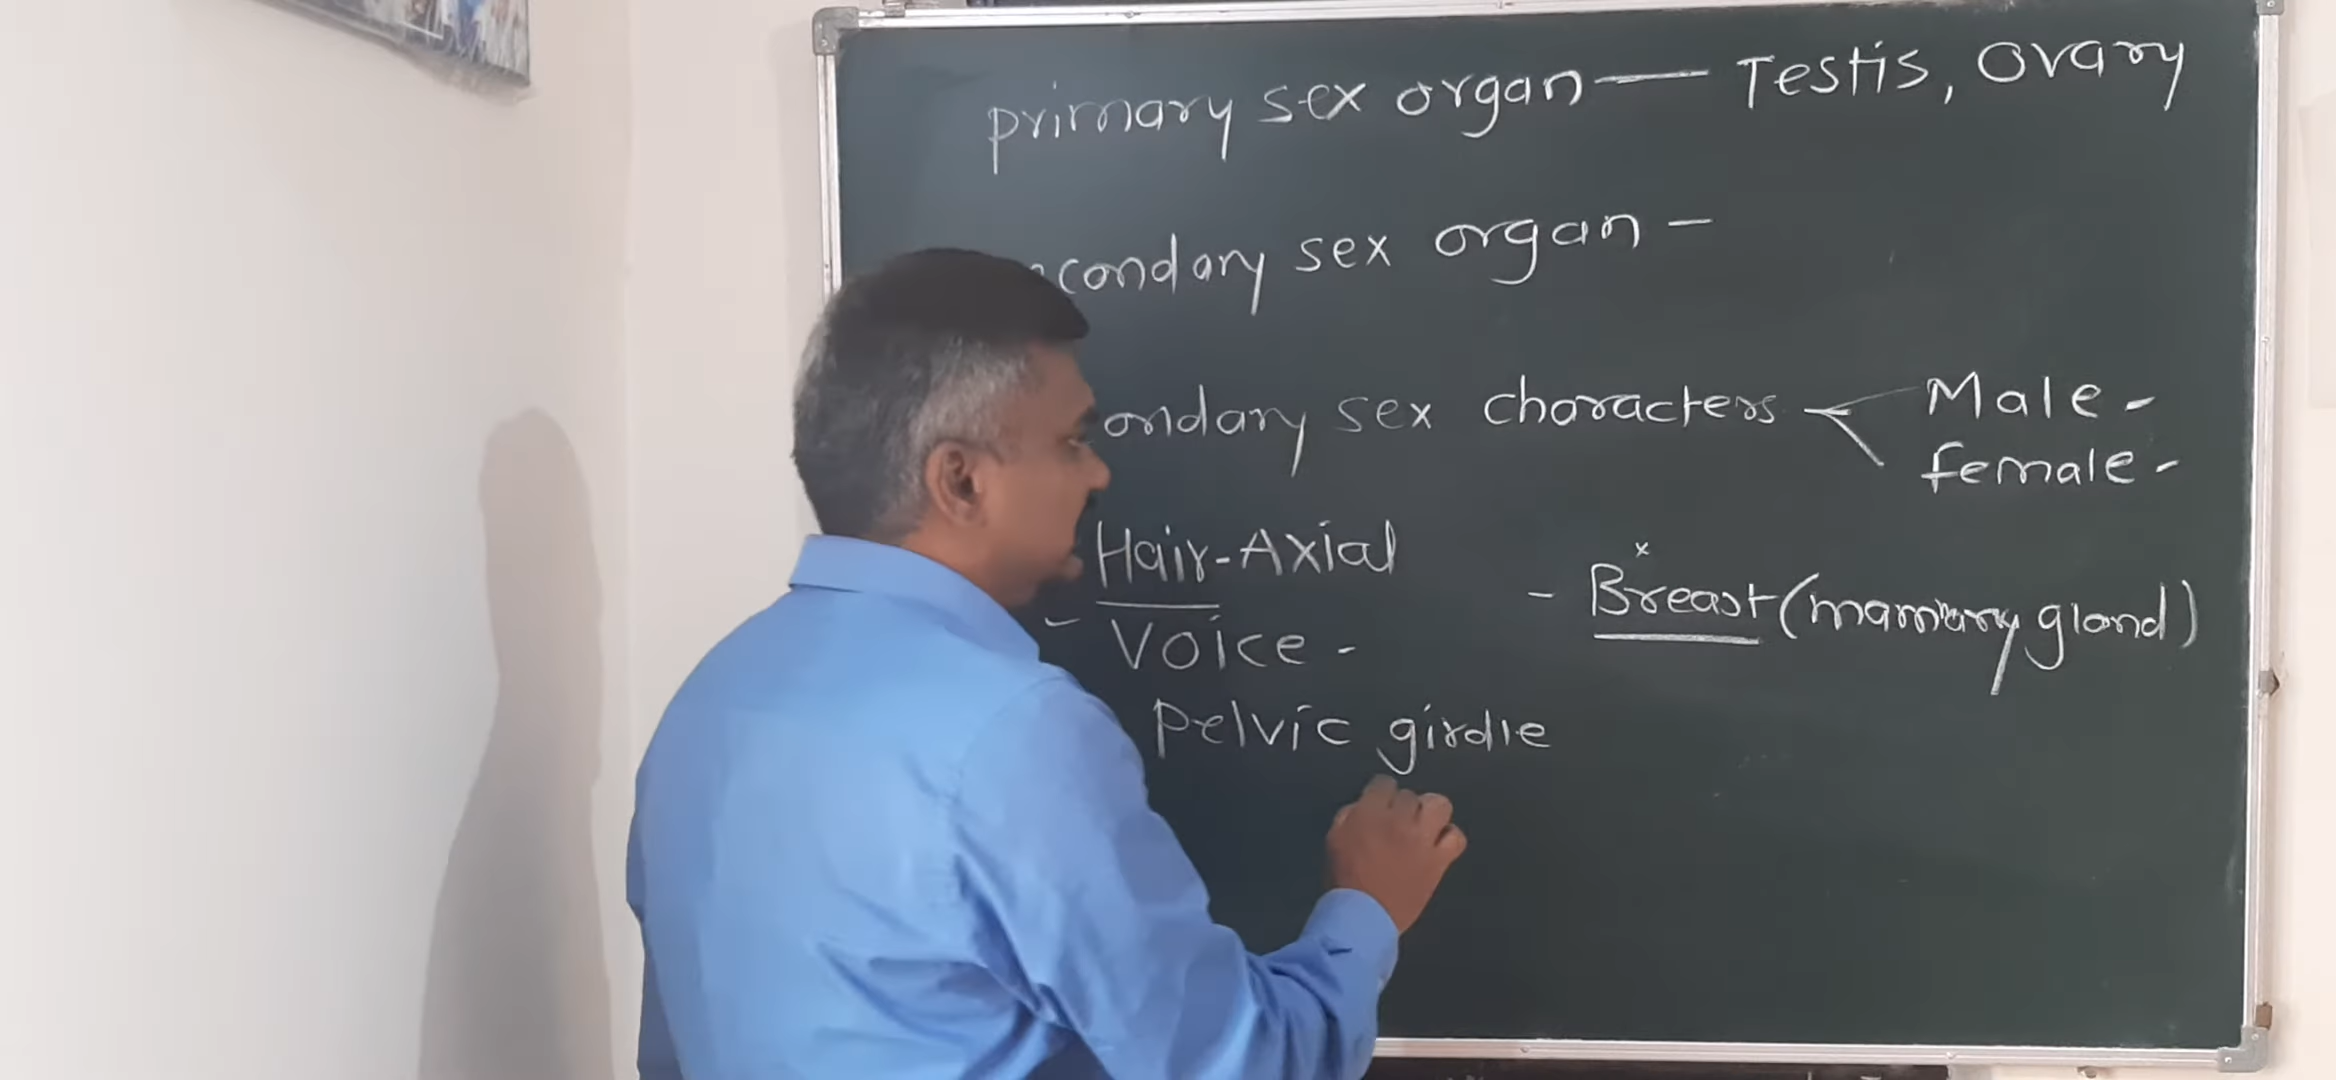 primary sex organ — Testis, Ovary
condary sex organ -
ondary sex characters < Male -
female -
Hair-Axial
x
- Breast (mammary gland)
- Voice -
Pelvic girdle